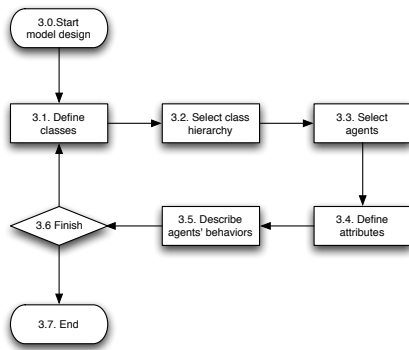 3.0.Start
model design
3.1. Define
classes
3.2. Select class
hierarchy
3.3. Select
agents
3.4. Define
attributes
3.5. Describe
agents' behaviors
3.6 Finish
3.7. End